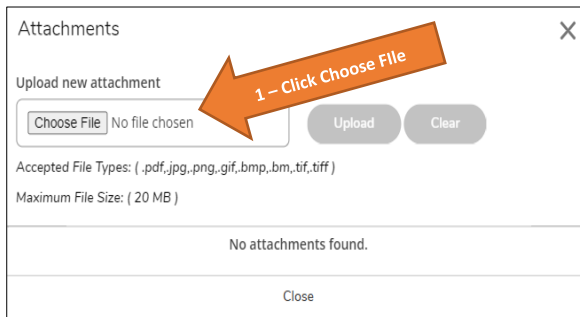 Attachments
X
1 – Click Choose FIle
Upload new attachment
Choose File No file chosen
Upload
Clear
Accepted File Types: ( .pdf,.jpg,.png,.gif,.bmp,.bm,.tif,.tiff )
Maximum File Size: ( 20 MB )
No attachments found.
Close